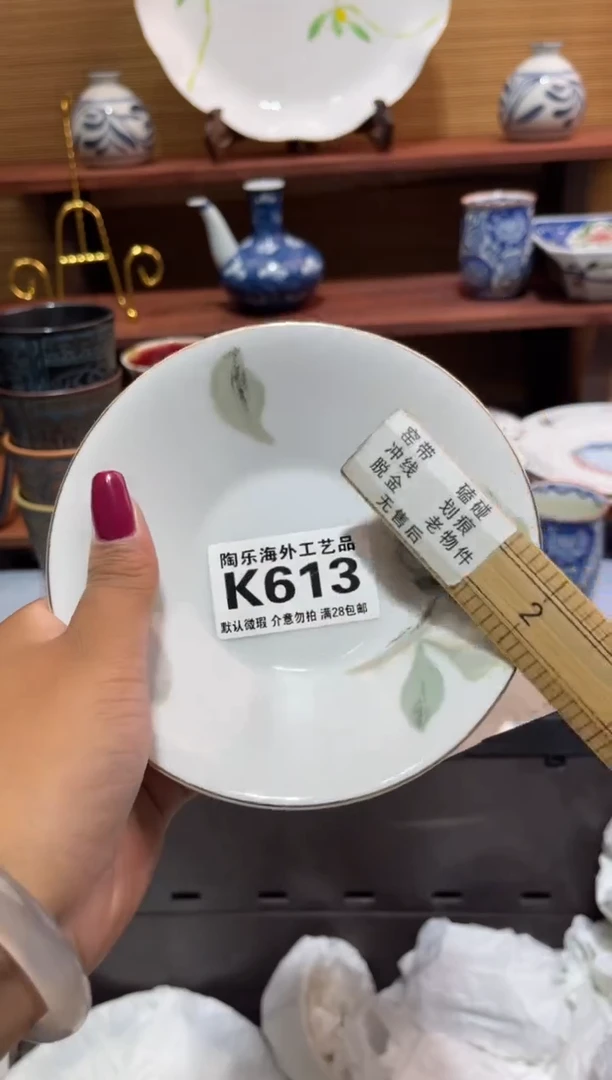 陶乐海外工艺品
K613
默认微瑕 介意勿拍 满28包邮
窑带 磕碰
冲线 划痕
脱金 老物件
无售后
2